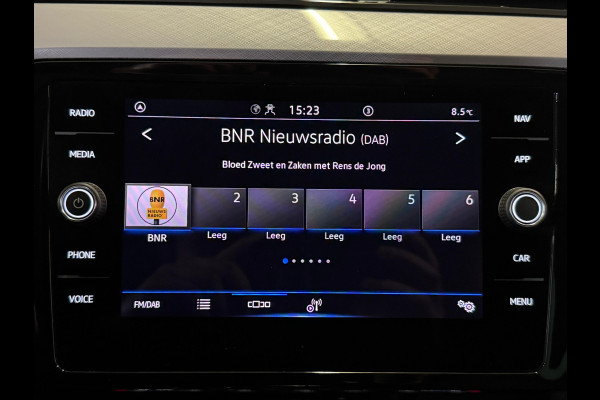 RADIO
MEDIA
PHONE
VOICE
15:23
3
8.5°C
BNR Nieuwsradio (DAB)
Bloed Zweet en Zaken met Rens de Jong
BNR
NIEUWS
RADIO
2
3
4
5
6
BNR
Leeg
Leeg
Leeg
Leeg
Leeg
FM/DAB
NAV
APP
CAR
MENU